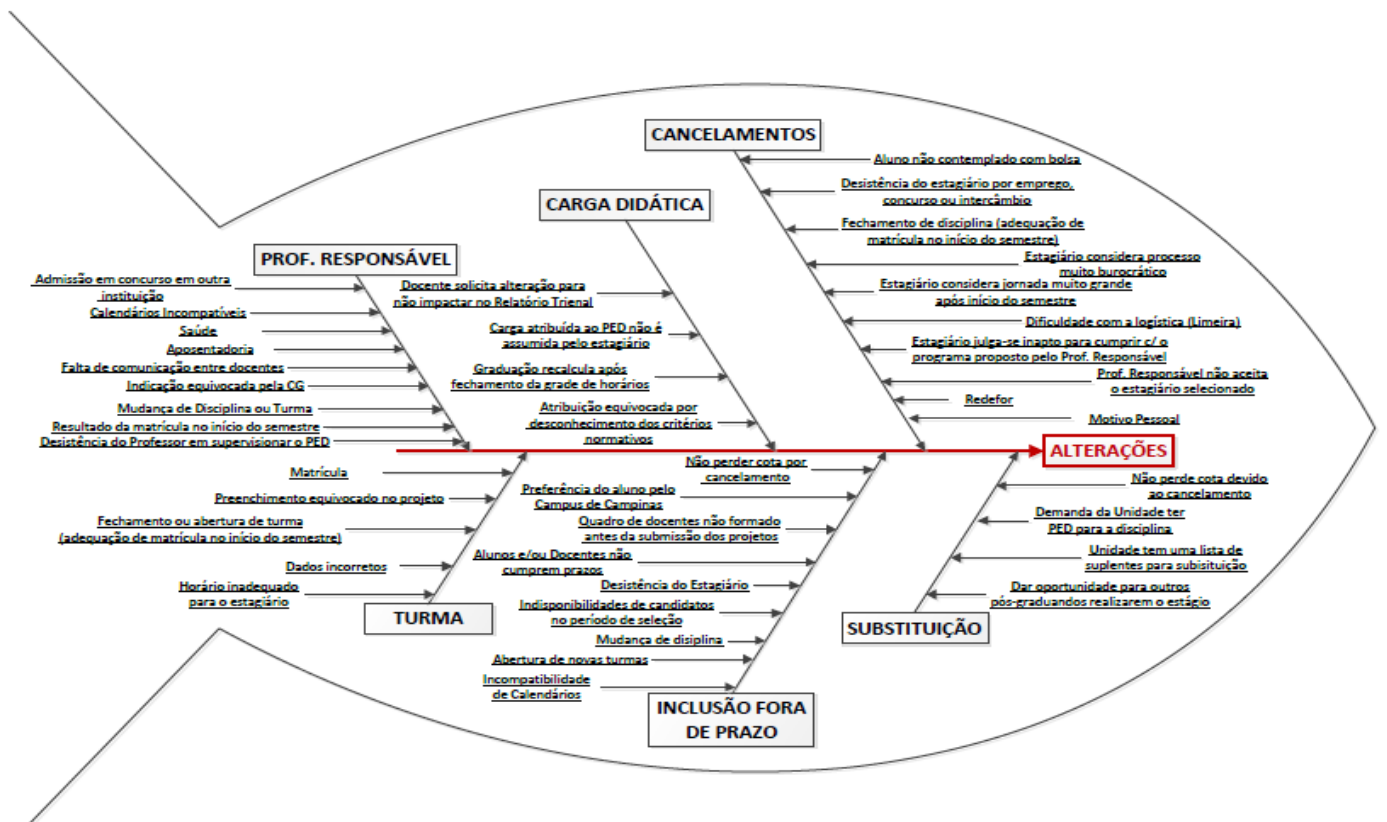 CANCELAMENTOS
Aluno não contemplado com bolsa
Desistência do estagiário por emprego,
concurso ou intercâmbio
Fechamento de disciplina (adequação de
matrícula no início do semestre)
Estagiário considera processo
muito burocrático
Estagiário considera jornada muito grande
após início do semestre
Dificuldade com a logística (Limeira)
Estagiário julga-se inapto para cumprir c/ o
programa proposto pelo Prof. Responsável
Prof. Responsável não aceita
o estagiário selecionado
Redefor
Motivo Pessoal
CARGA DIDÁTICA
Docente solicita alteração para
não impactar no Relatório Trienal
Carga atribuída ao PED não é
assumida pelo estagiário
Graduação recalcula após
fechamento da grade de horários
Atribuição equivocada por
desconhecimento dos critérios
normativos
PROF. RESPONSÁVEL
Admissão em concurso em outra
instituição
Calendários Incompatíveis
Saúde
Aposentadoria
Falta de comunicação entre docentes
Indicação equivocada pela CG
Mudança de Disciplina ou Turma
Resultado da matrícula no início do semestre
Desistência do Professor em supervisionar o PED
ALTERAÇÕES
Matrícula
Preenchimento equivocado no projeto
Fechamento ou abertura de turma
(adequação de matrícula no início do semestre)
Dados incorretos
Horário inadequado
para o estagiário
TURMA
Não perder cota por
cancelamento
Preferência do aluno pelo
Campus de Campinas
Quadro de docentes não formado
antes da submissão dos projetos
Alunos e/ou Docentes não
cumprem prazos
Desistência do Estagiário
Indisponibilidades de candidatos
no período de seleção
Mudança de disiplina
Abertura de novas turmas
Incompatibilidade
de Calendários
INCLUSÃO FORA
DE PRAZO
Não perde cota devido
ao cancelamento
Demanda da Unidade ter
PED para a disciplina
Unidade tem uma lista de
suplentes para subisituição
Dar oportunidade para outros
pós-graduandos realizarem o estágio
SUBSTITUIÇÃO